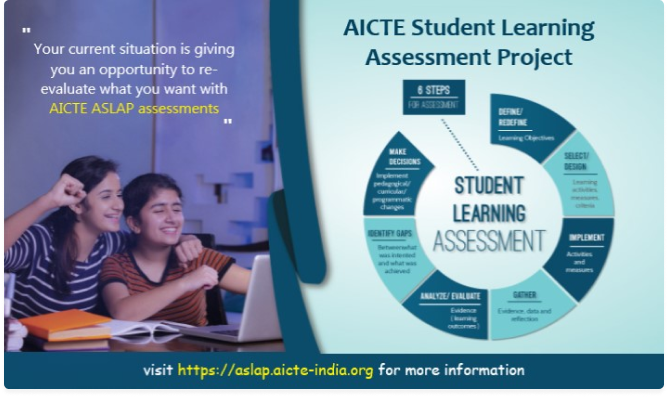 "
Your current situation is giving
you an opportunity to re-
evaluate what you want with
AICTE ASLAP assessments
"
AICTE Student Learning
Assessment Project
6 STEPS
FOR ASSESSMENT
STUDENT
LEARNING
ASSESSMENT
DEFINE/
REDEFINE
Learning Objectives
SELECT/
DESIGN
Learning
activities,
measures,
criteria
IMPLEMENT
Activities
and
measures
GATHER
Evidence, data and
reflection
ANALYZE/ EVALUATE
Evidence
(learning
outcomes)
IDENTIFY GAPS
Between what
was intented
and what was
achieved
MAKE
DECISIONS
Implement
pedagogical/
curricular/
programmatic
changes
visit https://aslap.aicte-india.org for more information